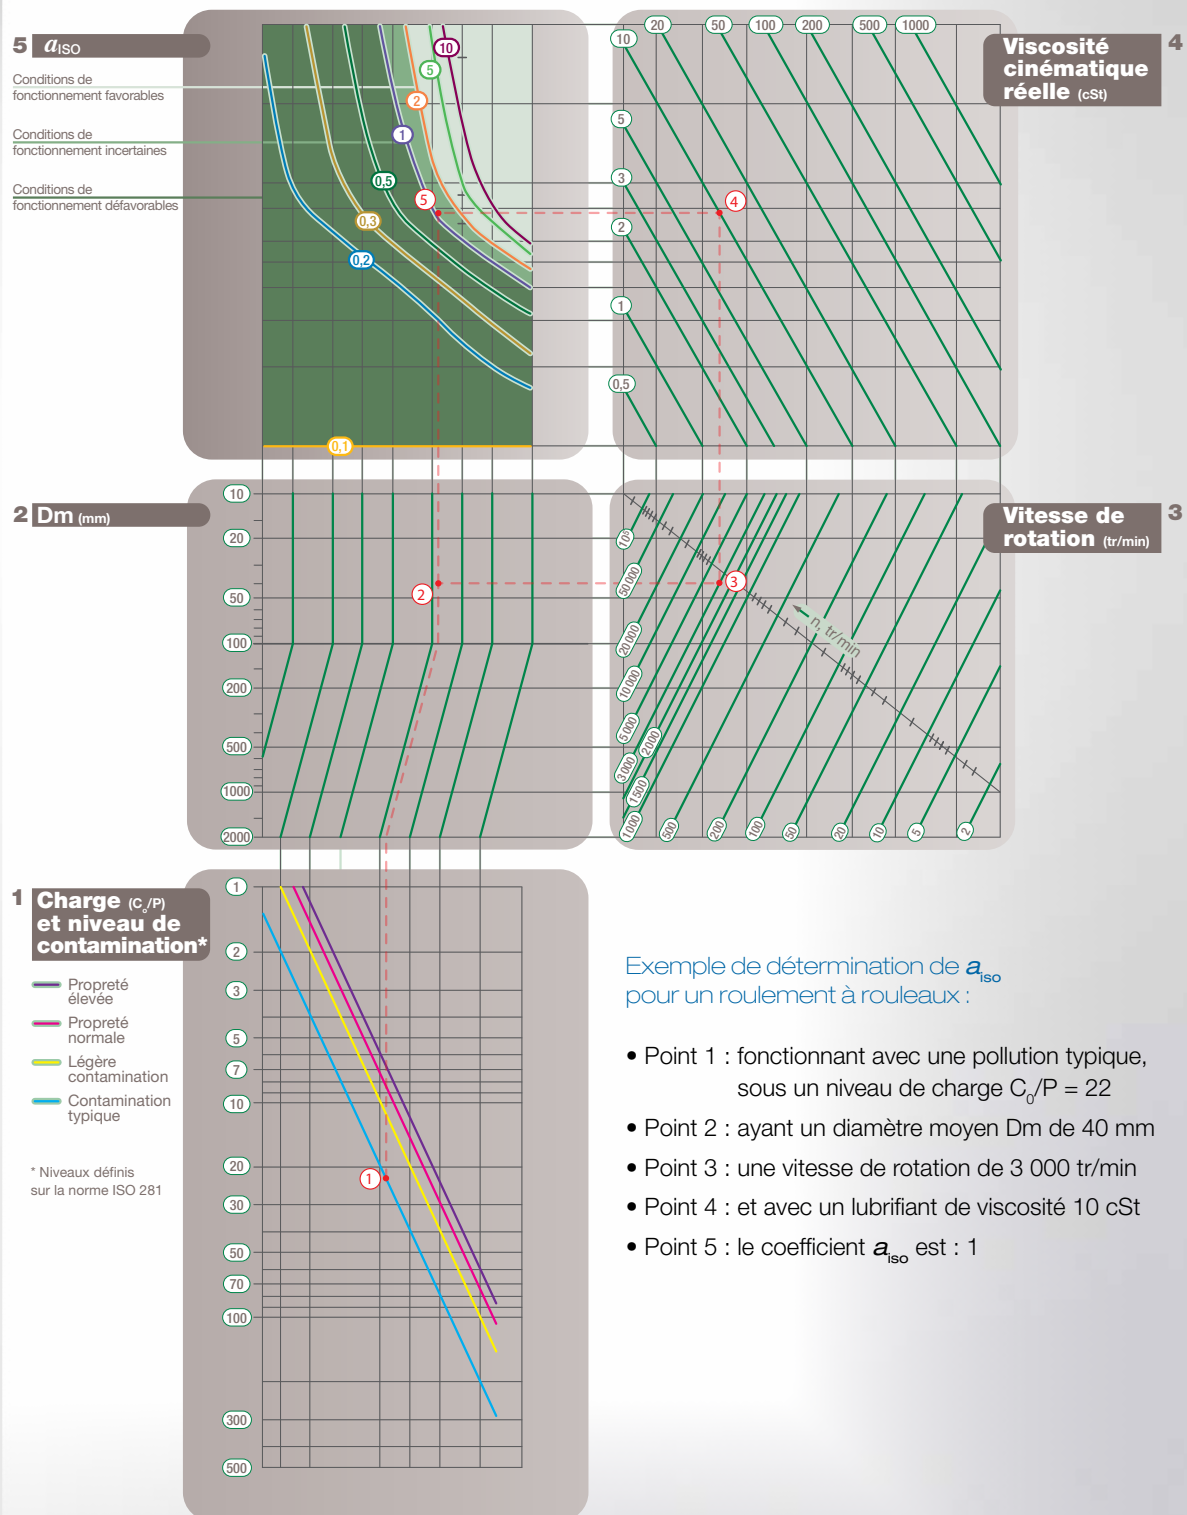 5 aISO
Conditions de
fonctionnement favorables
Conditions de
fonctionnement incertaines
Conditions de
fonctionnement défavorables
10
5
2
1
0,5
0,3
0,2
0,1
5
Viscosité 4
cinématique
réelle (cSt)
20 50 100 200 500 1000
10
5
3
2
1
0,5
4
2 Dm (mm)
10
20
50
100
200
500
1000
2000
2
Vitesse de 3
rotation (tr/min)
10⁵
50 000
20 000
10 000
5 000
3 000
2000
1500
1000
500
200
100
50
20
10
5
2
3
n, tr/min
1 Charge (C₀/P)
et niveau de
contamination*
Propreté
élevée
Propreté
normale
Légère
contamination
Contamination
typique
* Niveaux définis
sur la norme ISO 281
1
2
3
5
7
10
20
30
50
70
100
300
500
1
Exemple de détermination de aiso
pour un roulement à rouleaux :
• Point 1 : fonctionnant avec une pollution typique,
sous un niveau de charge C₀/P = 22
• Point 2 : ayant un diamètre moyen Dm de 40 mm
• Point 3 : une vitesse de rotation de 3 000 tr/min
• Point 4 : et avec un lubrifiant de viscosité 10 cSt
• Point 5 : le coefficient aiso est : 1